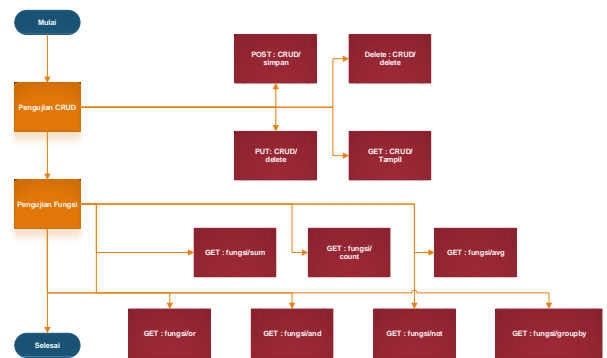 Mulai
POST : CRUD/
simpan
Delete : CRUD/
delete
Pengujian CRUD
PUT: CRUD/
delete
GET : CRUD/
Tampil
Pengujian Fungsi
GET : fungsi/sum
GET : fungsi/
count
GET : fungsi/avg
GET : fungsi/or
GET : fungsi/and
GET : fungsi/not
GET : fungsi/groupby
Selesai